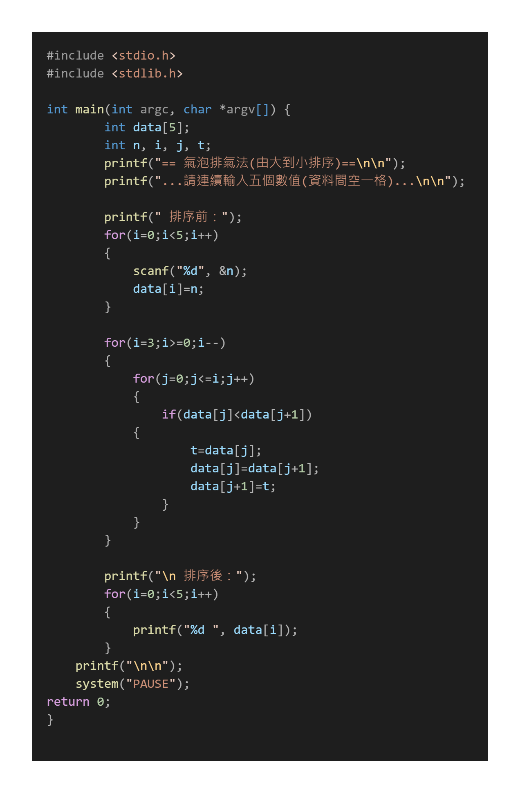 #include <stdio.h>
#include <stdlib.h>
int main(int argc, char *argv[]) {
int data[5];
int n, i, j, t;
printf("== 氣泡排氣法(由大到小排序)==\n\n");
printf("...請連續輸入五個數值(資料間空一格)...\n\n");
printf(" 排序前：");
for(i=0;i<5;i++)
{
scanf("%d", &n);
data[i]=n;
}
for(i=3;i>=0;i--)
{
for(j=0;j<=i;j++)
{
if(data[j]<data[j+1])
{
t=data[j];
data[j]=data[j+1];
data[j+1]=t;
}
}
}
printf("\n 排序後：");
for(i=0;i<5;i++)
{
printf("%d ", data[i]);
}
printf("\n\n");
system("PAUSE");
return 0;
}